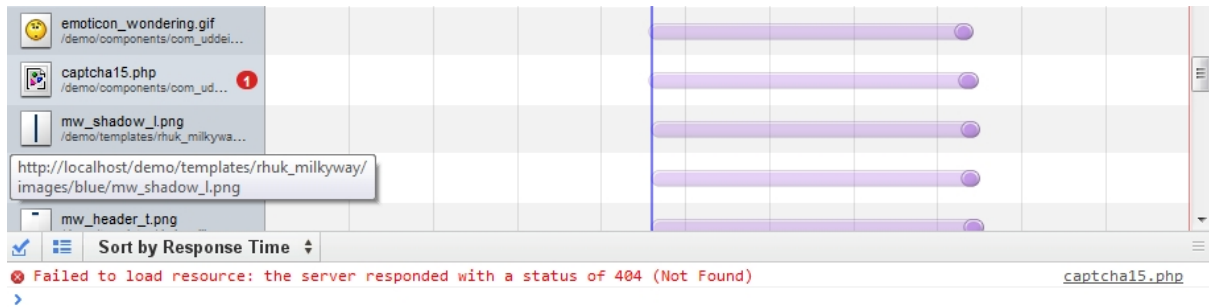 emoticon_wondering.gif
/demo/components/com_uddei...
captcha15.php
/demo/components/com_ud...
1
mw_shadow_l.png
/demo/templates/rhuk_milkywa...
http://localhost/demo/templates/rhuk_milkyway/
images/blue/mw_shadow_l.png
mw_header_t.png
Sort by Response Time
Failed to load resource: the server responded with a status of 404 (Not Found)
captcha15.php